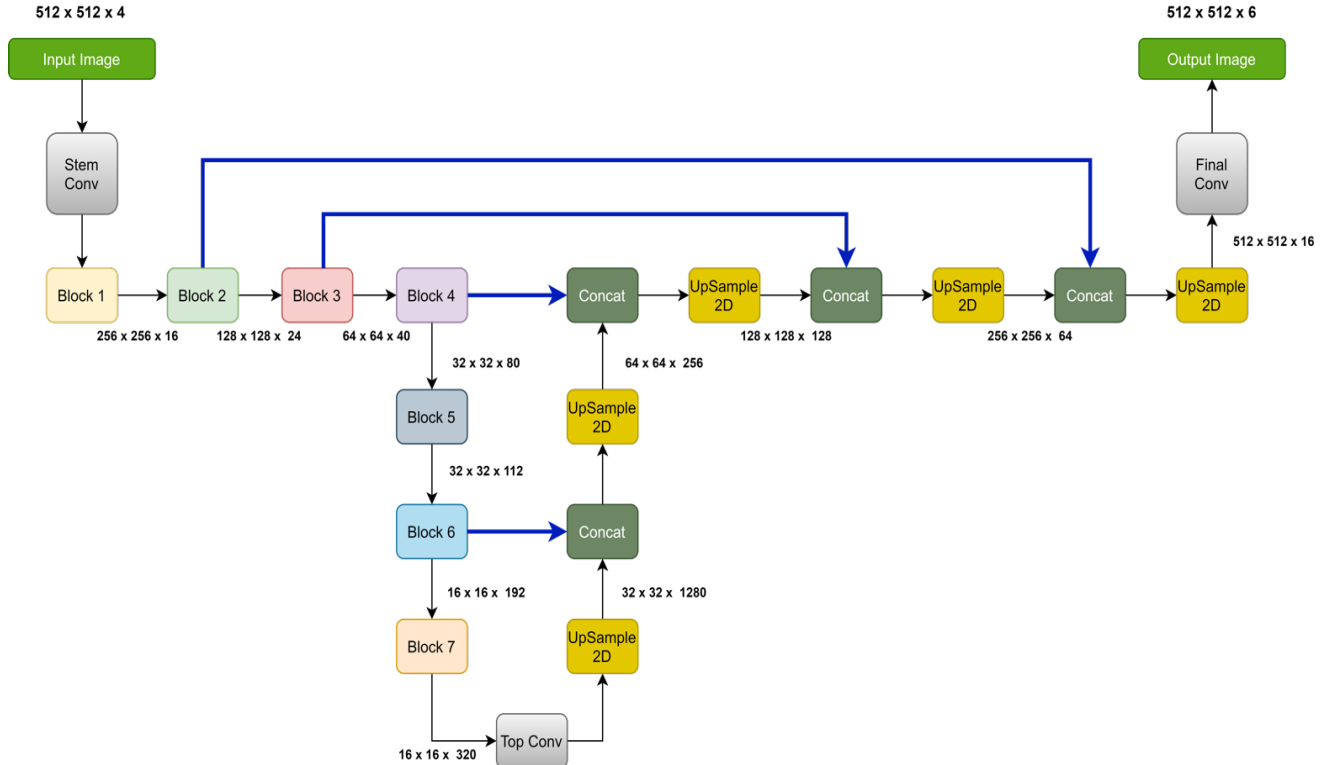 512 x 512 x 4
512 x 512 x 6
Input Image
Output Image
Stem
Conv
Final
Conv
512 x 512 x 16
Block 1
Block 2
Block 3
Block 4
Concat
UpSample
2D
Concat
UpSample
2D
Concat
UpSample
2D
256 x 256 x 16
128 x 128 x 24
64 x 64 x 40
128 x 128 x 128
256 x 256 x 64
32 x 32 x 80
64 x 64 x 256
Block 5
UpSample
2D
32 x 32 x 112
Block 6
Concat
16 x 16 x 192
32 x 32 x 1280
Block 7
UpSample
2D
Top Conv
16 x 16 x 320